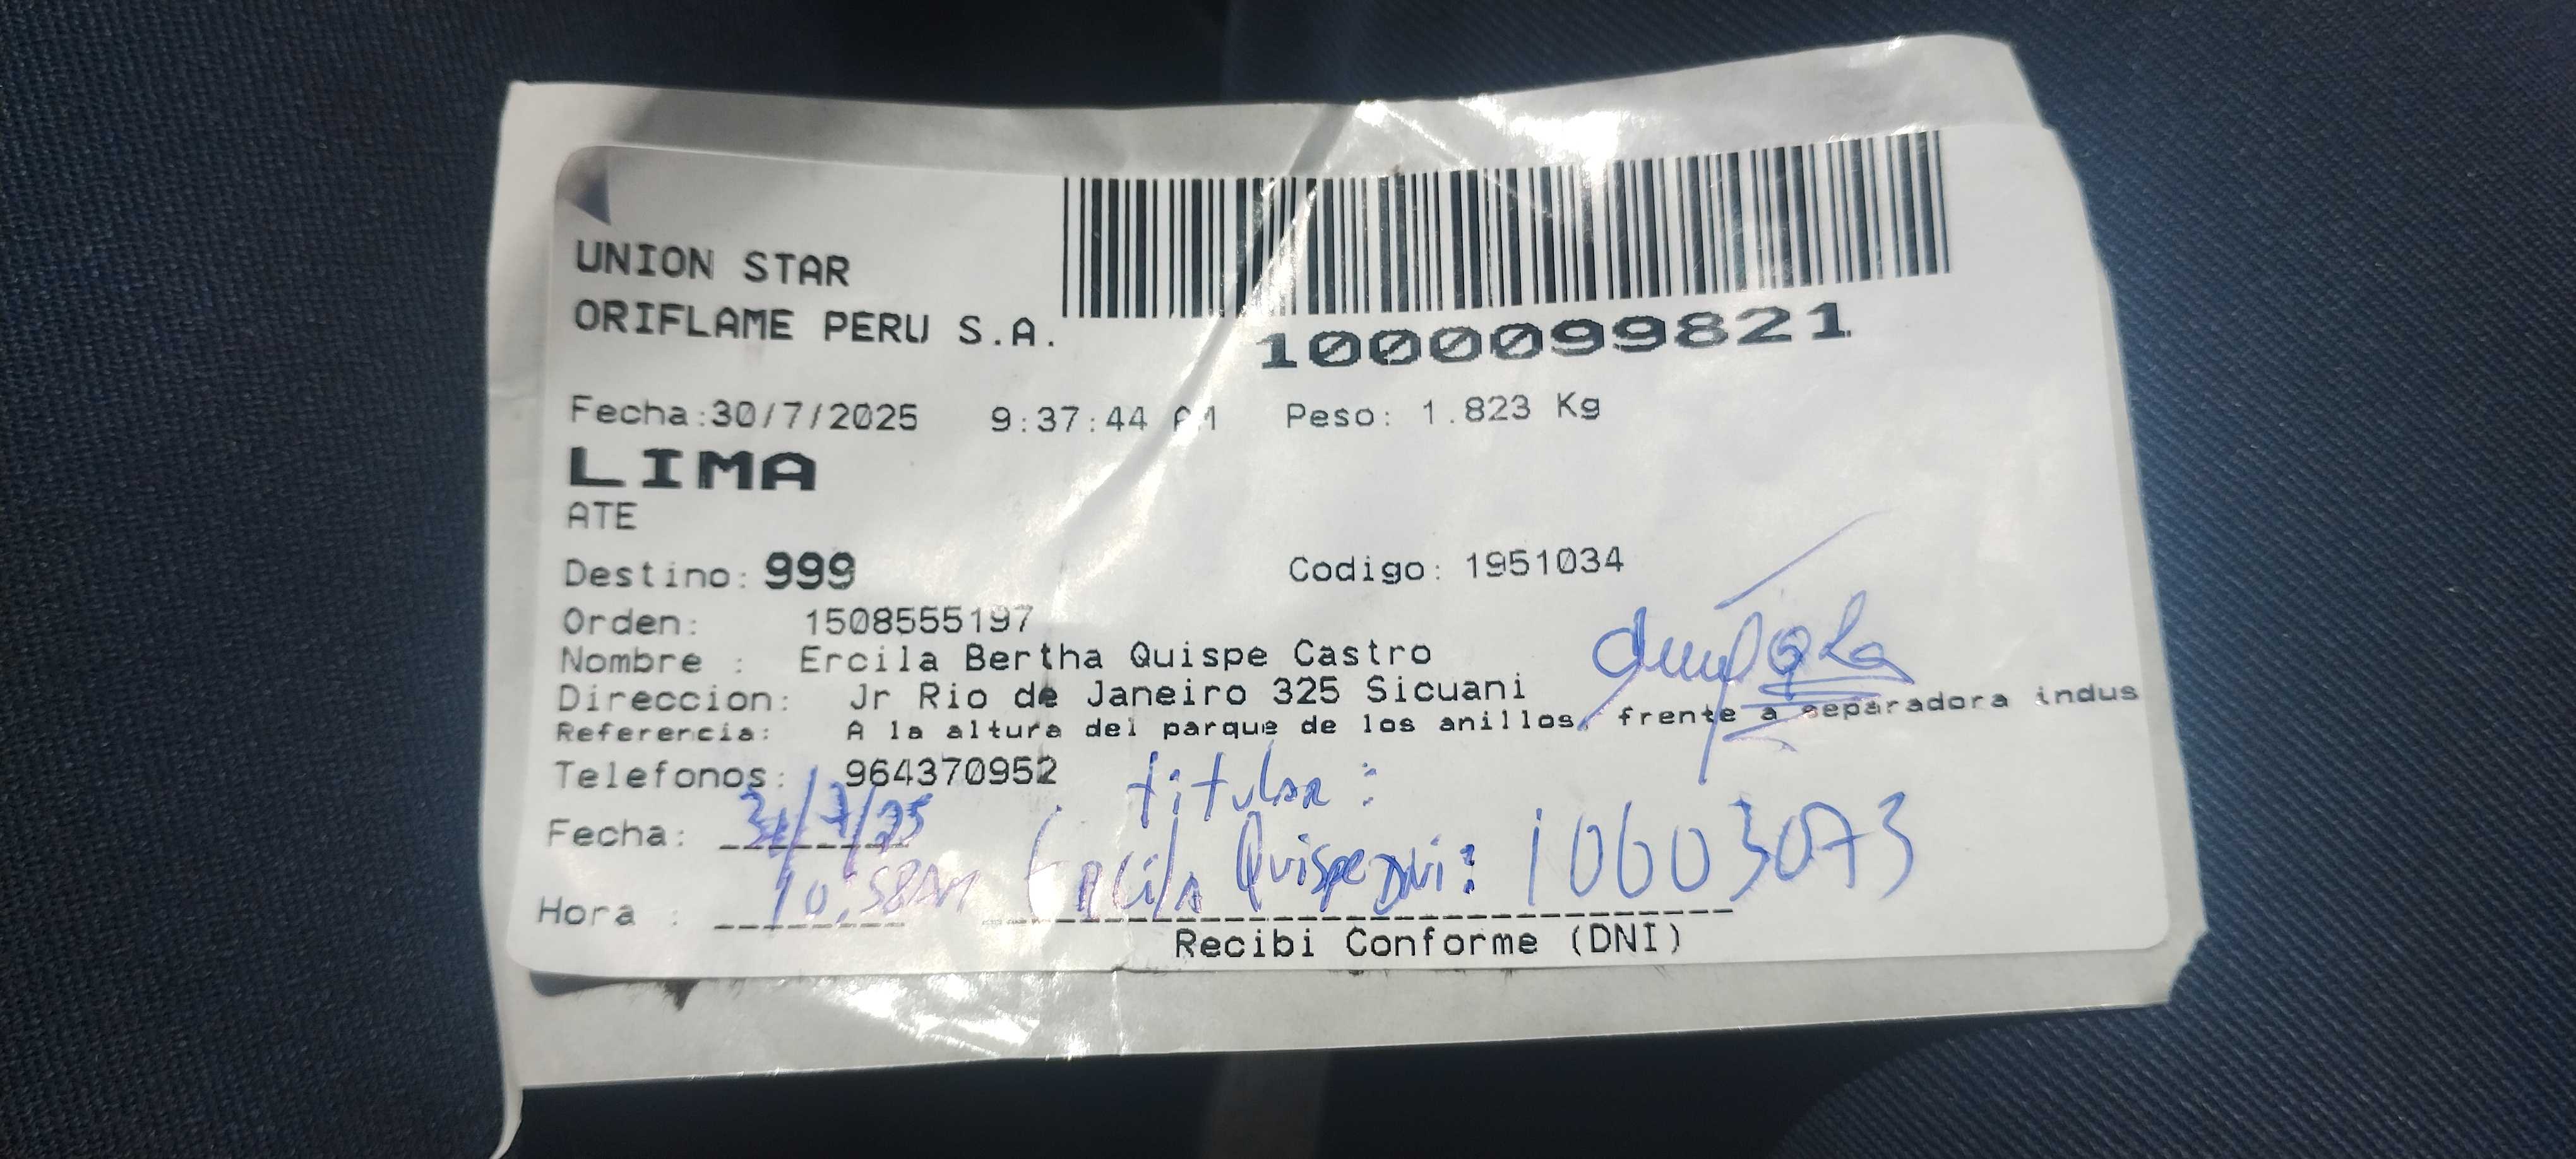 UNION STAR
ORIFLAME PERU S.A.
1000099821
Fecha:30/7/2025 9:37:44 AM Peso: 1.823 Kg
LIMA
ATE
Destino: 999 Codigo: 1951034
Orden: 1508555197
Nombre : Ercila Bertha Quispe Castro
Direccion: Jr Rio de Janeiro 325 Sicuani
Referencia: A la altura del parque de los anillos, frente a separadora indus
Telefonos: 964370952 titular:
Fecha: 31/7/25
Hora : 10:58AM Ercila Quispe DNi: 10603073
Recibi Conforme (DNI)